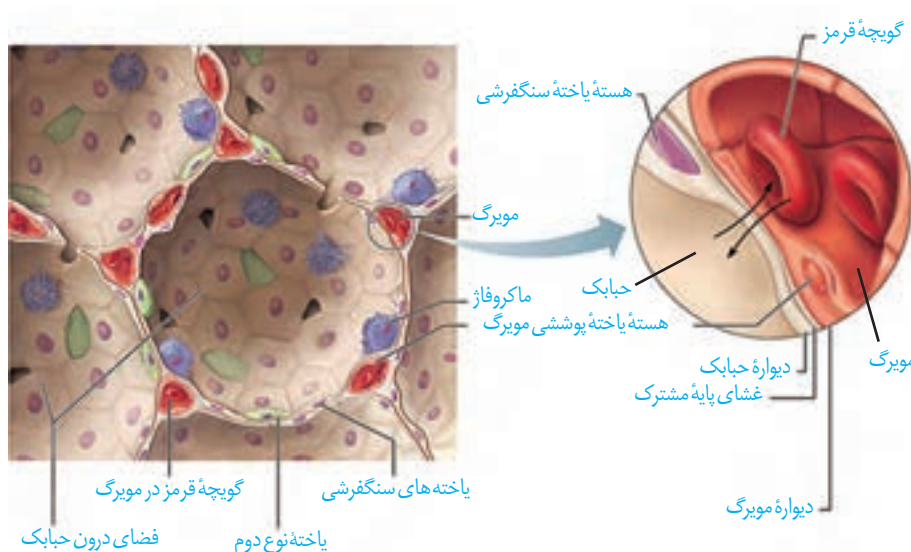 گویچهٔ قرمز
هستهٔ یاختهٔ سنگفرشی
مویرگ
حبابک
ماکروفاژ
هستهٔ یاختهٔ پوششی مویرگ
مویرگ
دیوارهٔ حبابک
غشای پایهٔ مشترک
دیوارهٔ مویرگ
یاخته‌های سنگفرشی
گویچهٔ قرمز در مویرگ
یاختهٔ نوع دوم
فضای درون حبابک